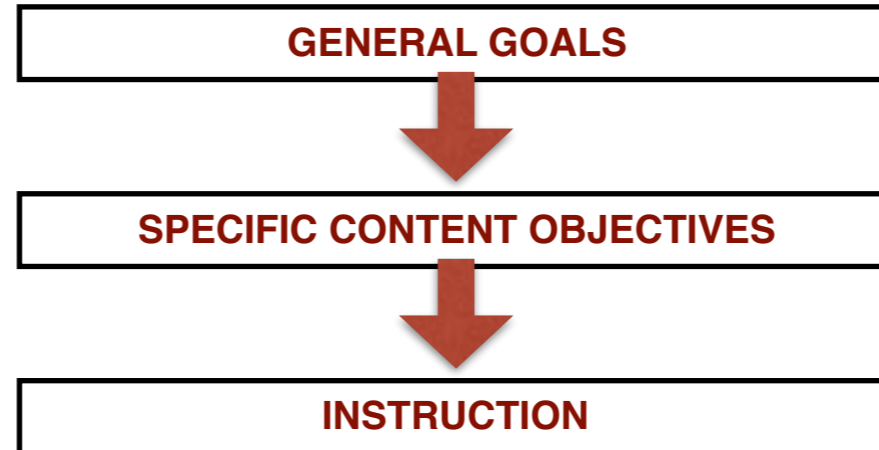 GENERAL GOALS
SPECIFIC CONTENT OBJECTIVES
INSTRUCTION